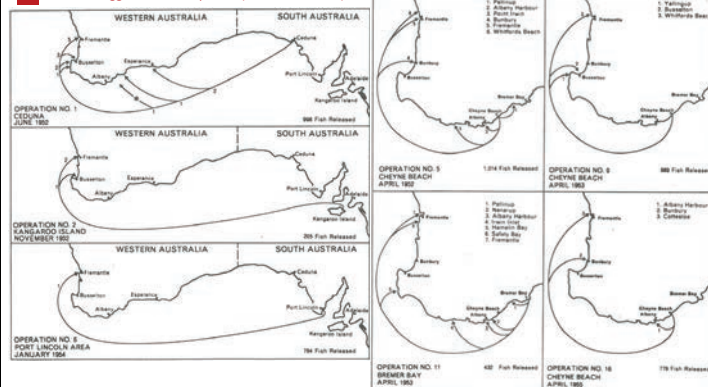 WESTERN AUSTRALIA
SOUTH AUSTRALIA
Fremantle
Busselton
Albany
Esperance
Ceduna
Port Lincoln
Adelaide
Kangaroo Island
OPERATION NO. 1
CEDUNA
JUNE 1952
998 Fish Released
WESTERN AUSTRALIA
SOUTH AUSTRALIA
Fremantle
Busselton
Albany
Esperance
Ceduna
Port Lincoln
Adelaide
Kangaroo Island
OPERATION NO. 2
KANGAROO ISLAND
NOVEMBER 1952
Fish Released
WESTERN AUSTRALIA
SOUTH AUSTRALIA
Fremantle
Busselton
Albany
Esperance
Ceduna
Port Lincoln
Adelaide
Kangaroo Island
PORT LINCOLN AREA
JANUARY 1954
784 Fish Released
1. Pallinup
2. Albany Harbour
3. Point Irwin
4. Bunbury
5. Fremantle
6. Whitfords Beach
Fremantle
Bunbury
Busselton
Bremer Bay
Cheyne Beach
Albany
OPERATION NO. 5
1,014 Fish Released
CHEYNE BEACH
APRIL 1952
1. Yallingup
2. Busselton
3. Whitfords Beach
Fremantle
Bunbury
Busselton
Bremer Bay
Cheyne Beach
Albany
Fish Released
CHEYNE BEACH
APRIL 1953
1. Pallinup
2. Nanarup
3. Albany Harbour
4. Irwin Inlet
5. Hamelin Bay
6. Safety Bay
7. Fremantle
Fremantle
Bunbury
Busselton
Bremer Bay
Cheyne Beach
Albany
OPERATION NO. 11
432 Fish Released
BREMER BAY
APRIL 1953
1. Albany Harbour
2. Bunbury
3. Cottesloe
Fremantle
Bunbury
Busselton
Bremer Bay
Cheyne Beach
Albany
OPERATION NO. 16
779 Fish Released
CHEYNE BEACH
APRIL 1955